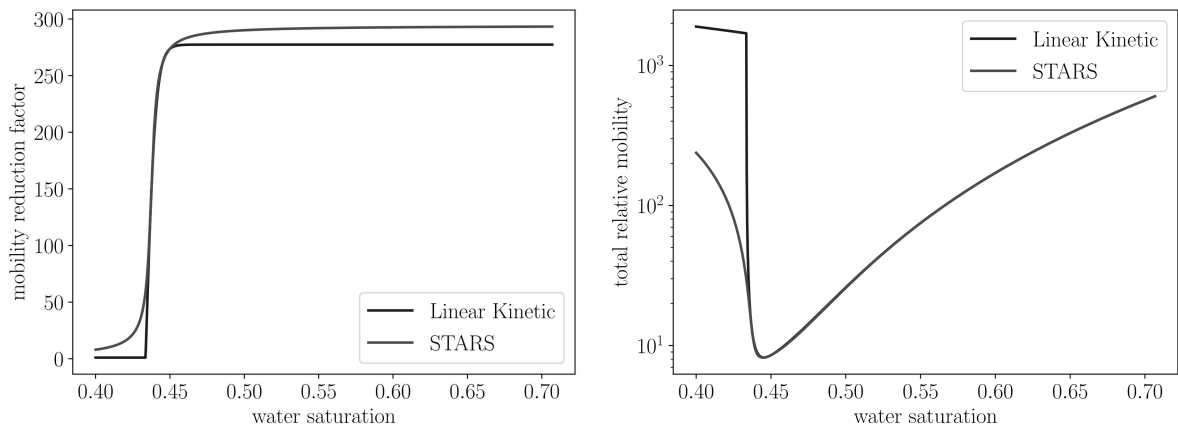 mobility reduction factor
300
250
200
150
100
50
0
0.40 0.45 0.50 0.55 0.60 0.65 0.70
water saturation
Linear Kinetic
STARS
total relative mobility
10³
10²
10¹
0.40 0.45 0.50 0.55 0.60 0.65 0.70
water saturation
Linear Kinetic
STARS